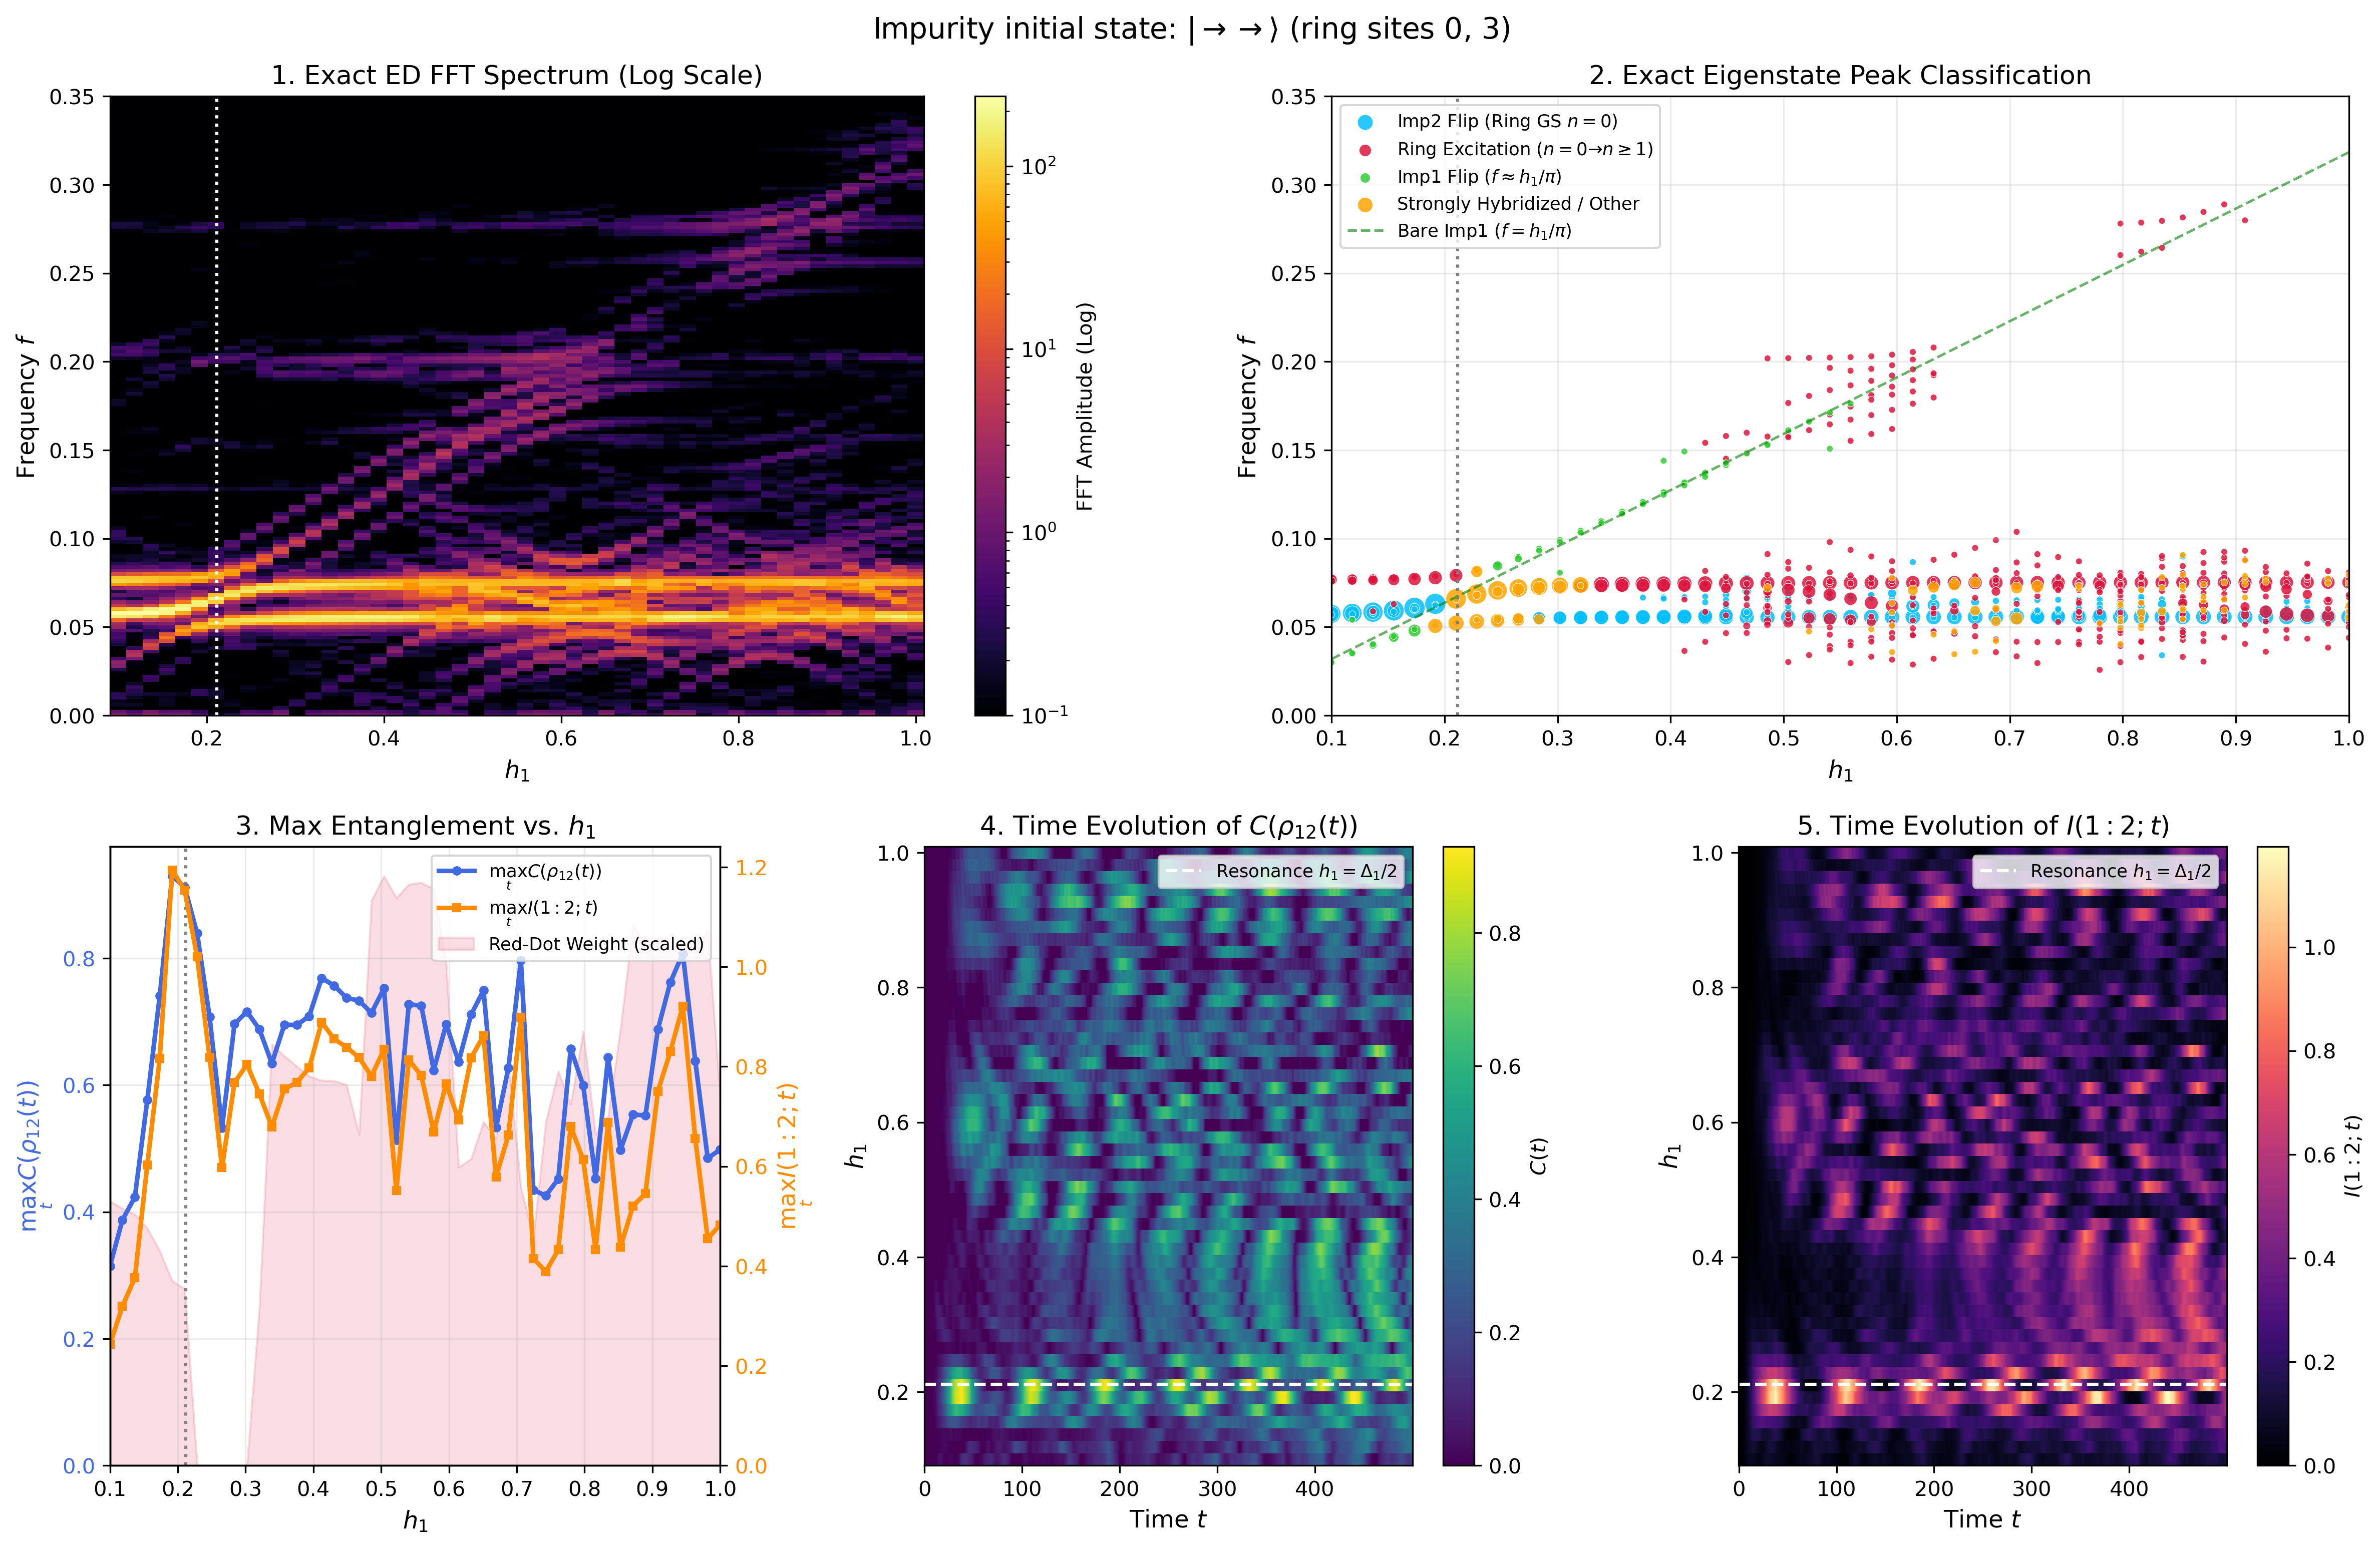 Impurity initial state: |→→⟩ (ring sites 0, 3)
1. Exact ED FFT Spectrum (Log Scale)
Frequency f
0.35
0.30
0.25
0.20
0.15
0.10
0.05
0.00
0.2
0.4
0.6
0.8
1.0
h₁
10²
10¹
10⁰
10⁻¹
FFT Amplitude (Log)
2. Exact Eigenstate Peak Classification
Imp2 Flip (Ring GS n = 0)
Ring Excitation (n = 0→n ≥ 1)
Imp1 Flip (f ≈ h₁/π)
Strongly Hybridized / Other
Bare Imp1 (f = h₁/π)
Frequency f
0.35
0.30
0.25
0.20
0.15
0.10
0.05
0.00
0.1
0.2
0.3
0.4
0.5
0.6
0.7
0.8
0.9
1.0
h₁
3. Max Entanglement vs. h₁
max C(ρ₁₂(t))
t
max I(1 : 2; t)
t
Red-Dot Weight (scaled)
max C(ρ₁₂(t))
t
0.8
0.6
0.4
0.2
0.0
0.1
0.2
0.3
0.4
0.5
0.6
0.7
0.8
0.9
1.0
h₁
1.2
1.0
0.8
0.6
0.4
0.2
0.0
max I(1 : 2; t)
t
4. Time Evolution of C(ρ₁₂(t))
Resonance h₁ = Δ₁/2
h₁
1.0
0.8
0.6
0.4
0.2
0
100
200
300
400
Time t
0.8
0.6
0.4
0.2
0.0
C(t)
5. Time Evolution of I(1 : 2; t)
Resonance h₁ = Δ₁/2
h₁
1.0
0.8
0.6
0.4
0.2
0
100
200
300
400
Time t
1.0
0.8
0.6
0.4
0.2
0.0
I(1 : 2; t)